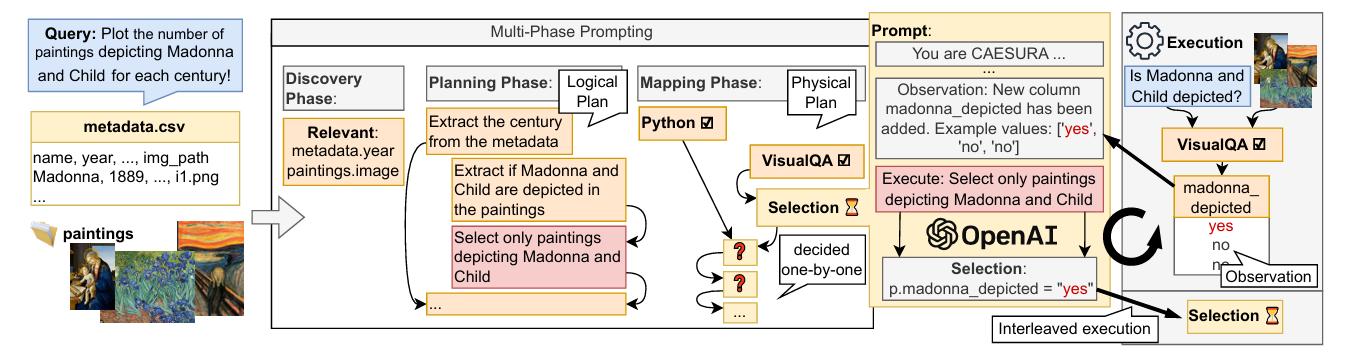 Query: Plot the number of
paintings depicting Madonna
and Child for each century!
metadata.csv
name, year, ..., img_path
Madonna, 1889, ..., i1.png
...
paintings
Multi-Phase Prompting
Discovery
Phase:
Relevant:
metadata.year
paintings.image
Planning Phase:
Logical
Plan
Extract the century
from the metadata
Extract if Madonna and
Child are depicted in
the paintings
Select only paintings
depicting Madonna and
Child
...
Mapping Phase:
Physical
Plan
Python ☑
VisualQA ☑
Selection ⏳
?
?
...
decided
one-by-one
Prompt:
You are CAESURA ...
...
Observation: New column
madonna_depicted has been
added. Example values: ['yes',
'no', 'no']
Execute: Select only paintings
depicting Madonna and Child
OpenAI
Selection:
p.madonna_depicted = "yes"
Interleaved execution
Execution
Is Madonna and
Child depicted?
VisualQA ☑
madonna_
depicted
yes
no
no
Observation
Selection ⏳